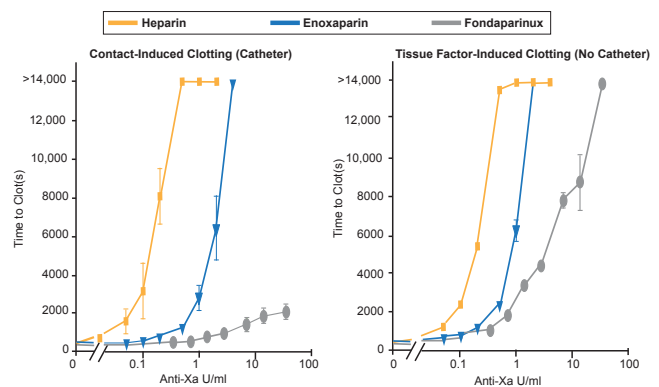 Heparin Enoxaparin Fondaparinux
Contact-Induced Clotting (Catheter)
Tissue Factor-Induced Clotting (No Catheter)
Time to Clot(s)
>14,000
12,000
10,000
8000
6000
4000
2000
0
0 0.1 1 10 100
Anti-Xa U/ml
Time to Clot(s)
>14,000
12,000
10,000
8000
6000
4000
2000
0
0 0.1 1 10 100
Anti-Xa U/ml